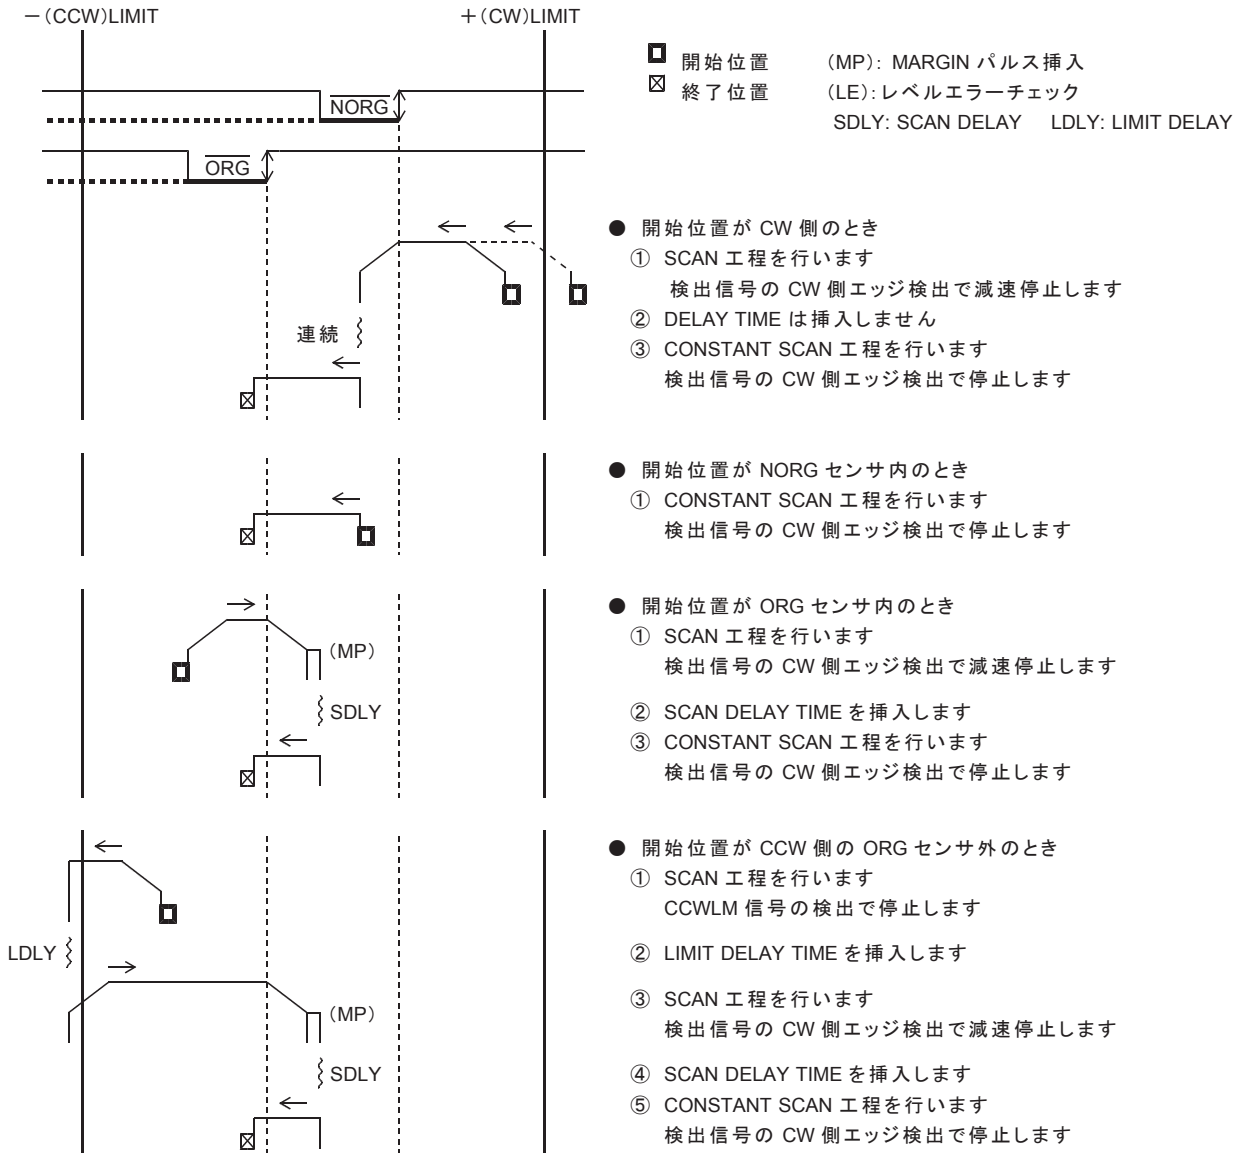 －(CCW)LIMIT
＋(CW)LIMIT
開始位置 (MP): MARGIN パルス挿入
終了位置 (LE):レベルエラーチェック
SDLY: SCAN DELAY LDLY: LIMIT DELAY
NORG
ORG
● 開始位置が CW 側のとき
① SCAN 工程を行います
検出信号の CW 側エッジ検出で減速停止します
② DELAY TIME は挿入しません
③ CONSTANT SCAN 工程を行います
検出信号の CW 側エッジ検出で停止します
連続
● 開始位置が NORG センサ内のとき
① CONSTANT SCAN 工程を行います
検出信号の CW 側エッジ検出で停止します
● 開始位置が ORG センサ内のとき
① SCAN 工程を行います
検出信号の CW 側エッジ検出で減速停止します
② SCAN DELAY TIME を挿入します
③ CONSTANT SCAN 工程を行います
検出信号の CW 側エッジ検出で停止します
(MP)
SDLY
● 開始位置が CCW 側の ORG センサ外のとき
① SCAN 工程を行います
CCWLM 信号の検出で停止します
② LIMIT DELAY TIME を挿入します
③ SCAN 工程を行います
検出信号の CW 側エッジ検出で減速停止します
④ SCAN DELAY TIME を挿入します
⑤ CONSTANT SCAN 工程を行います
検出信号の CW 側エッジ検出で停止します
LDLY
(MP)
SDLY